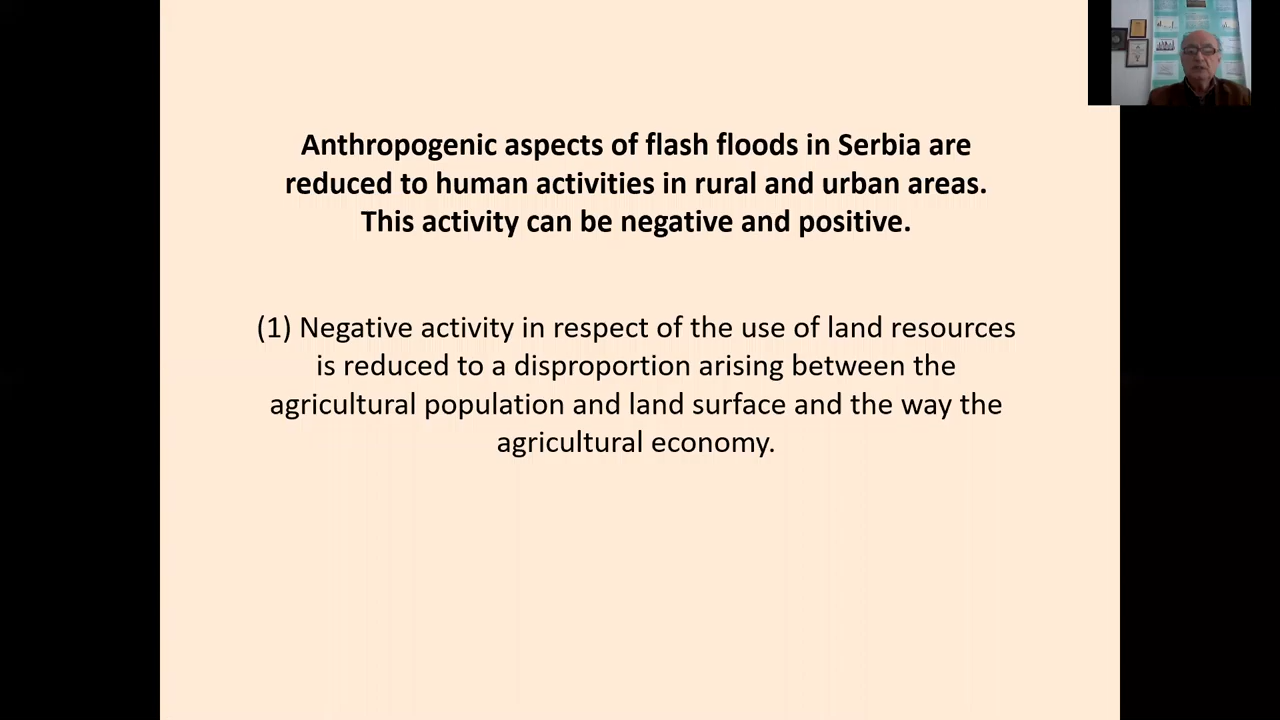 Anthropogenic aspects of flash floods in Serbia are
reduced to human activities in rural and urban areas.
This activity can be negative and positive.
(1) Negative activity in respect of the use of land resources
is reduced to a disproportion arising between the
agricultural population and land surface and the way the
agricultural economy.